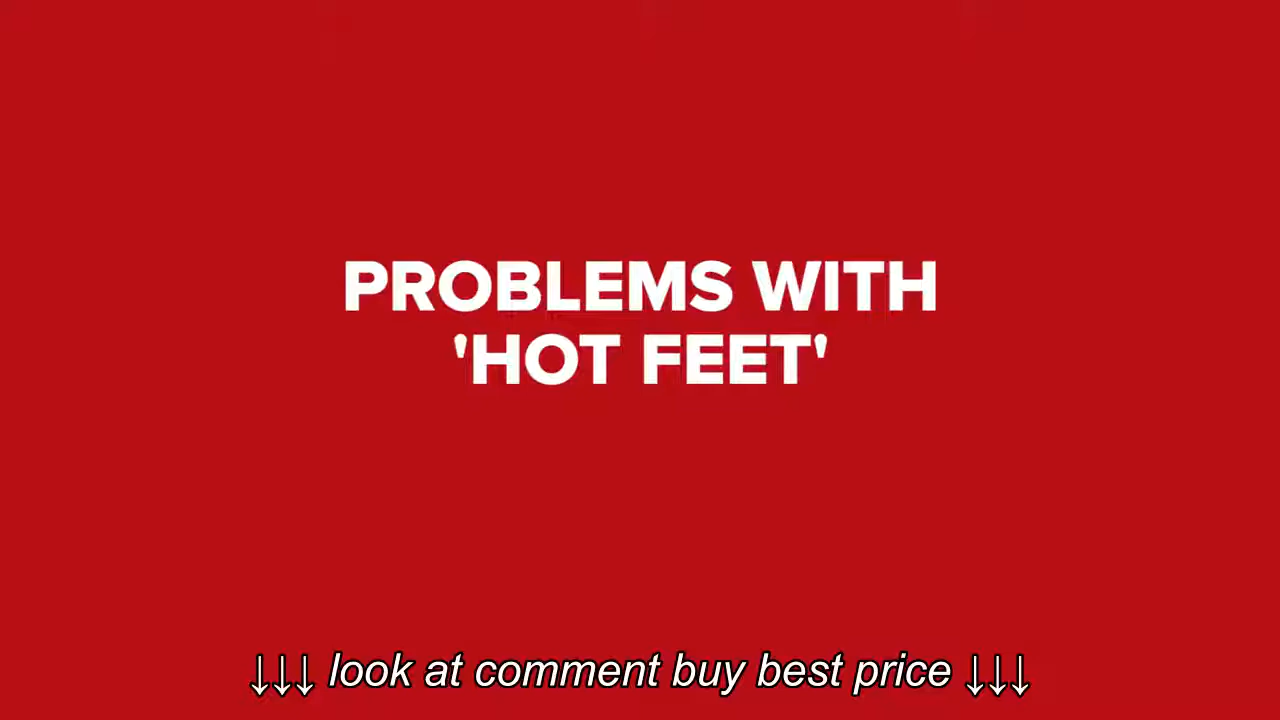 PROBLEMS WITH
'HOT FEET'
↓↓↓ look at comment buy best price ↓↓↓